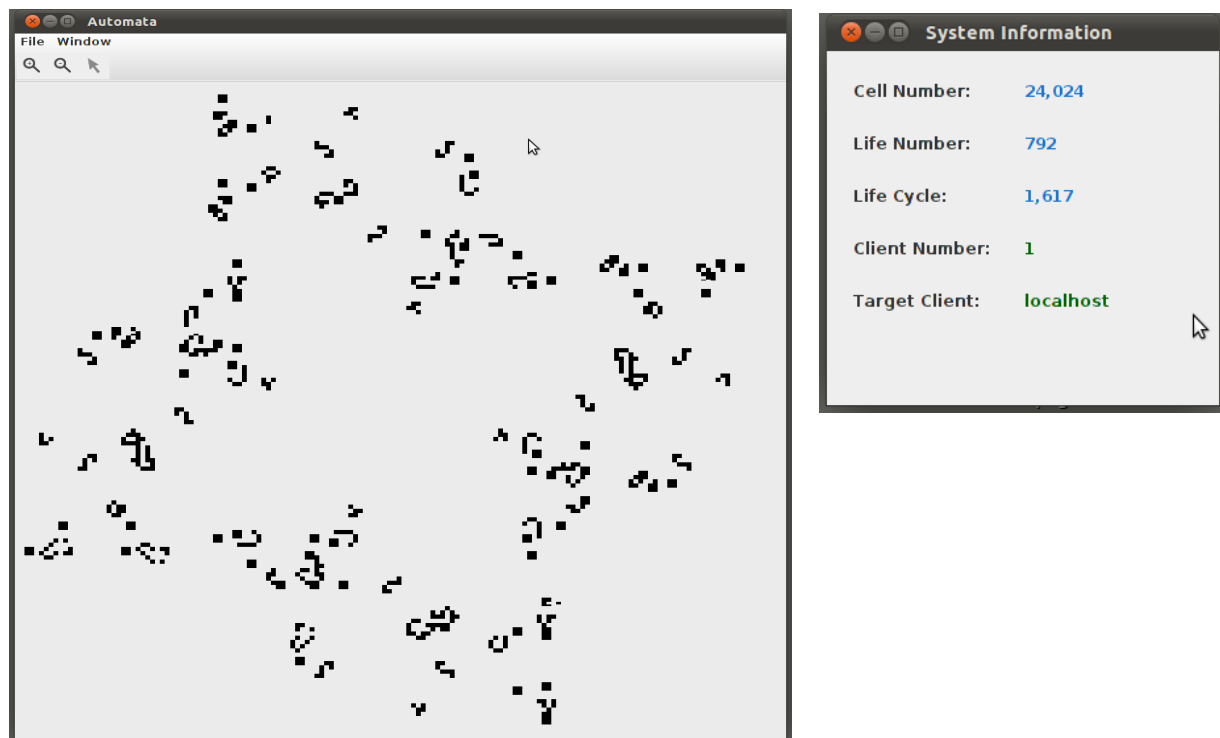 Automata
File Window
System Information
Cell Number: 24,024
Life Number: 792
Life Cycle: 1,617
Client Number: 1
Target Client: localhost